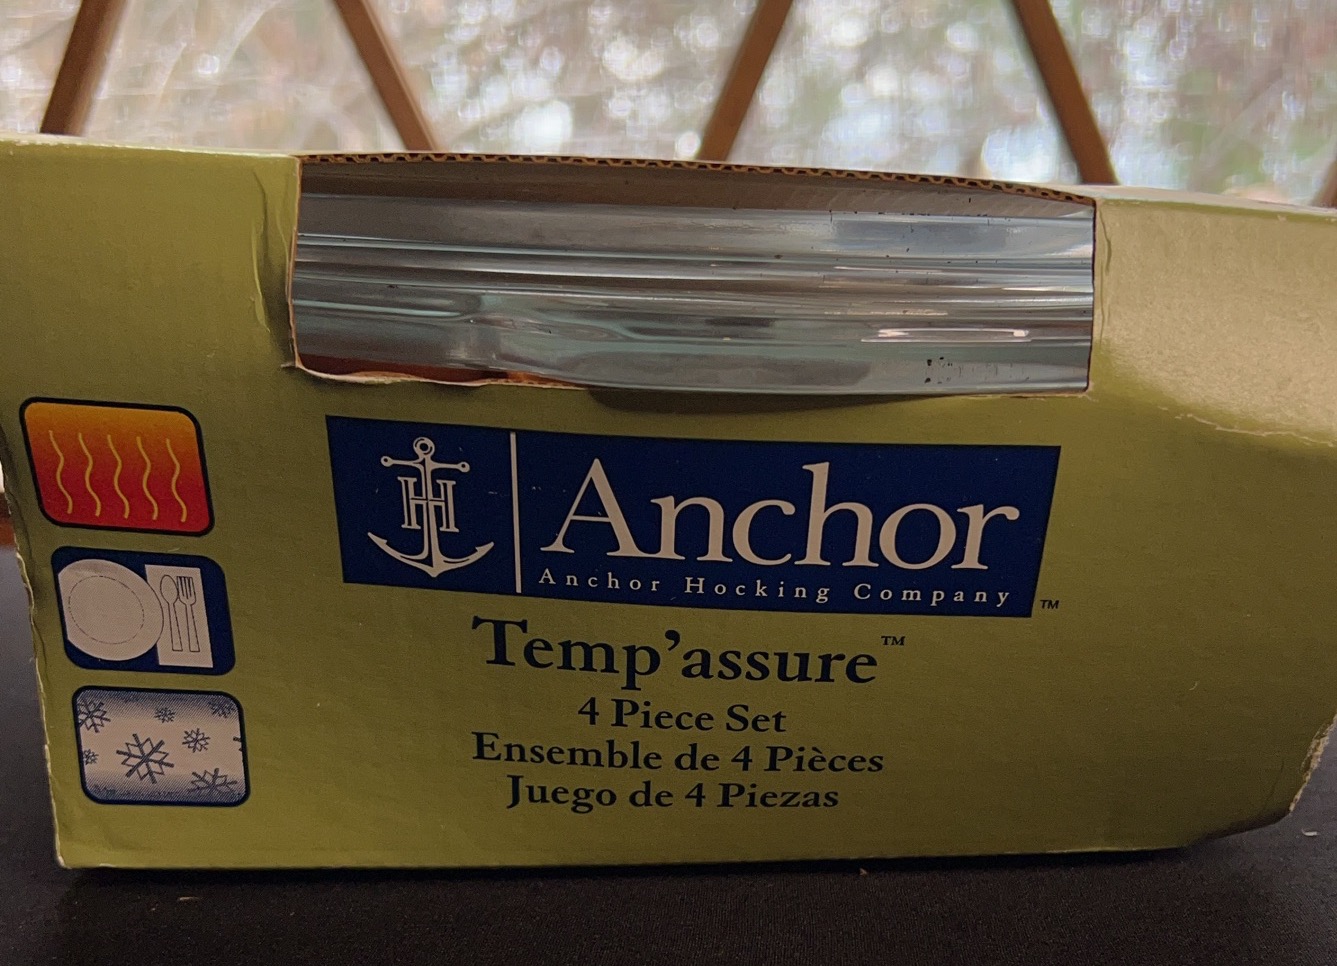 H
Anchor
Anchor Hocking Company ™
Temp'assure™
4 Piece Set
Ensemble de 4 Pièces
Juego de 4 Piezas